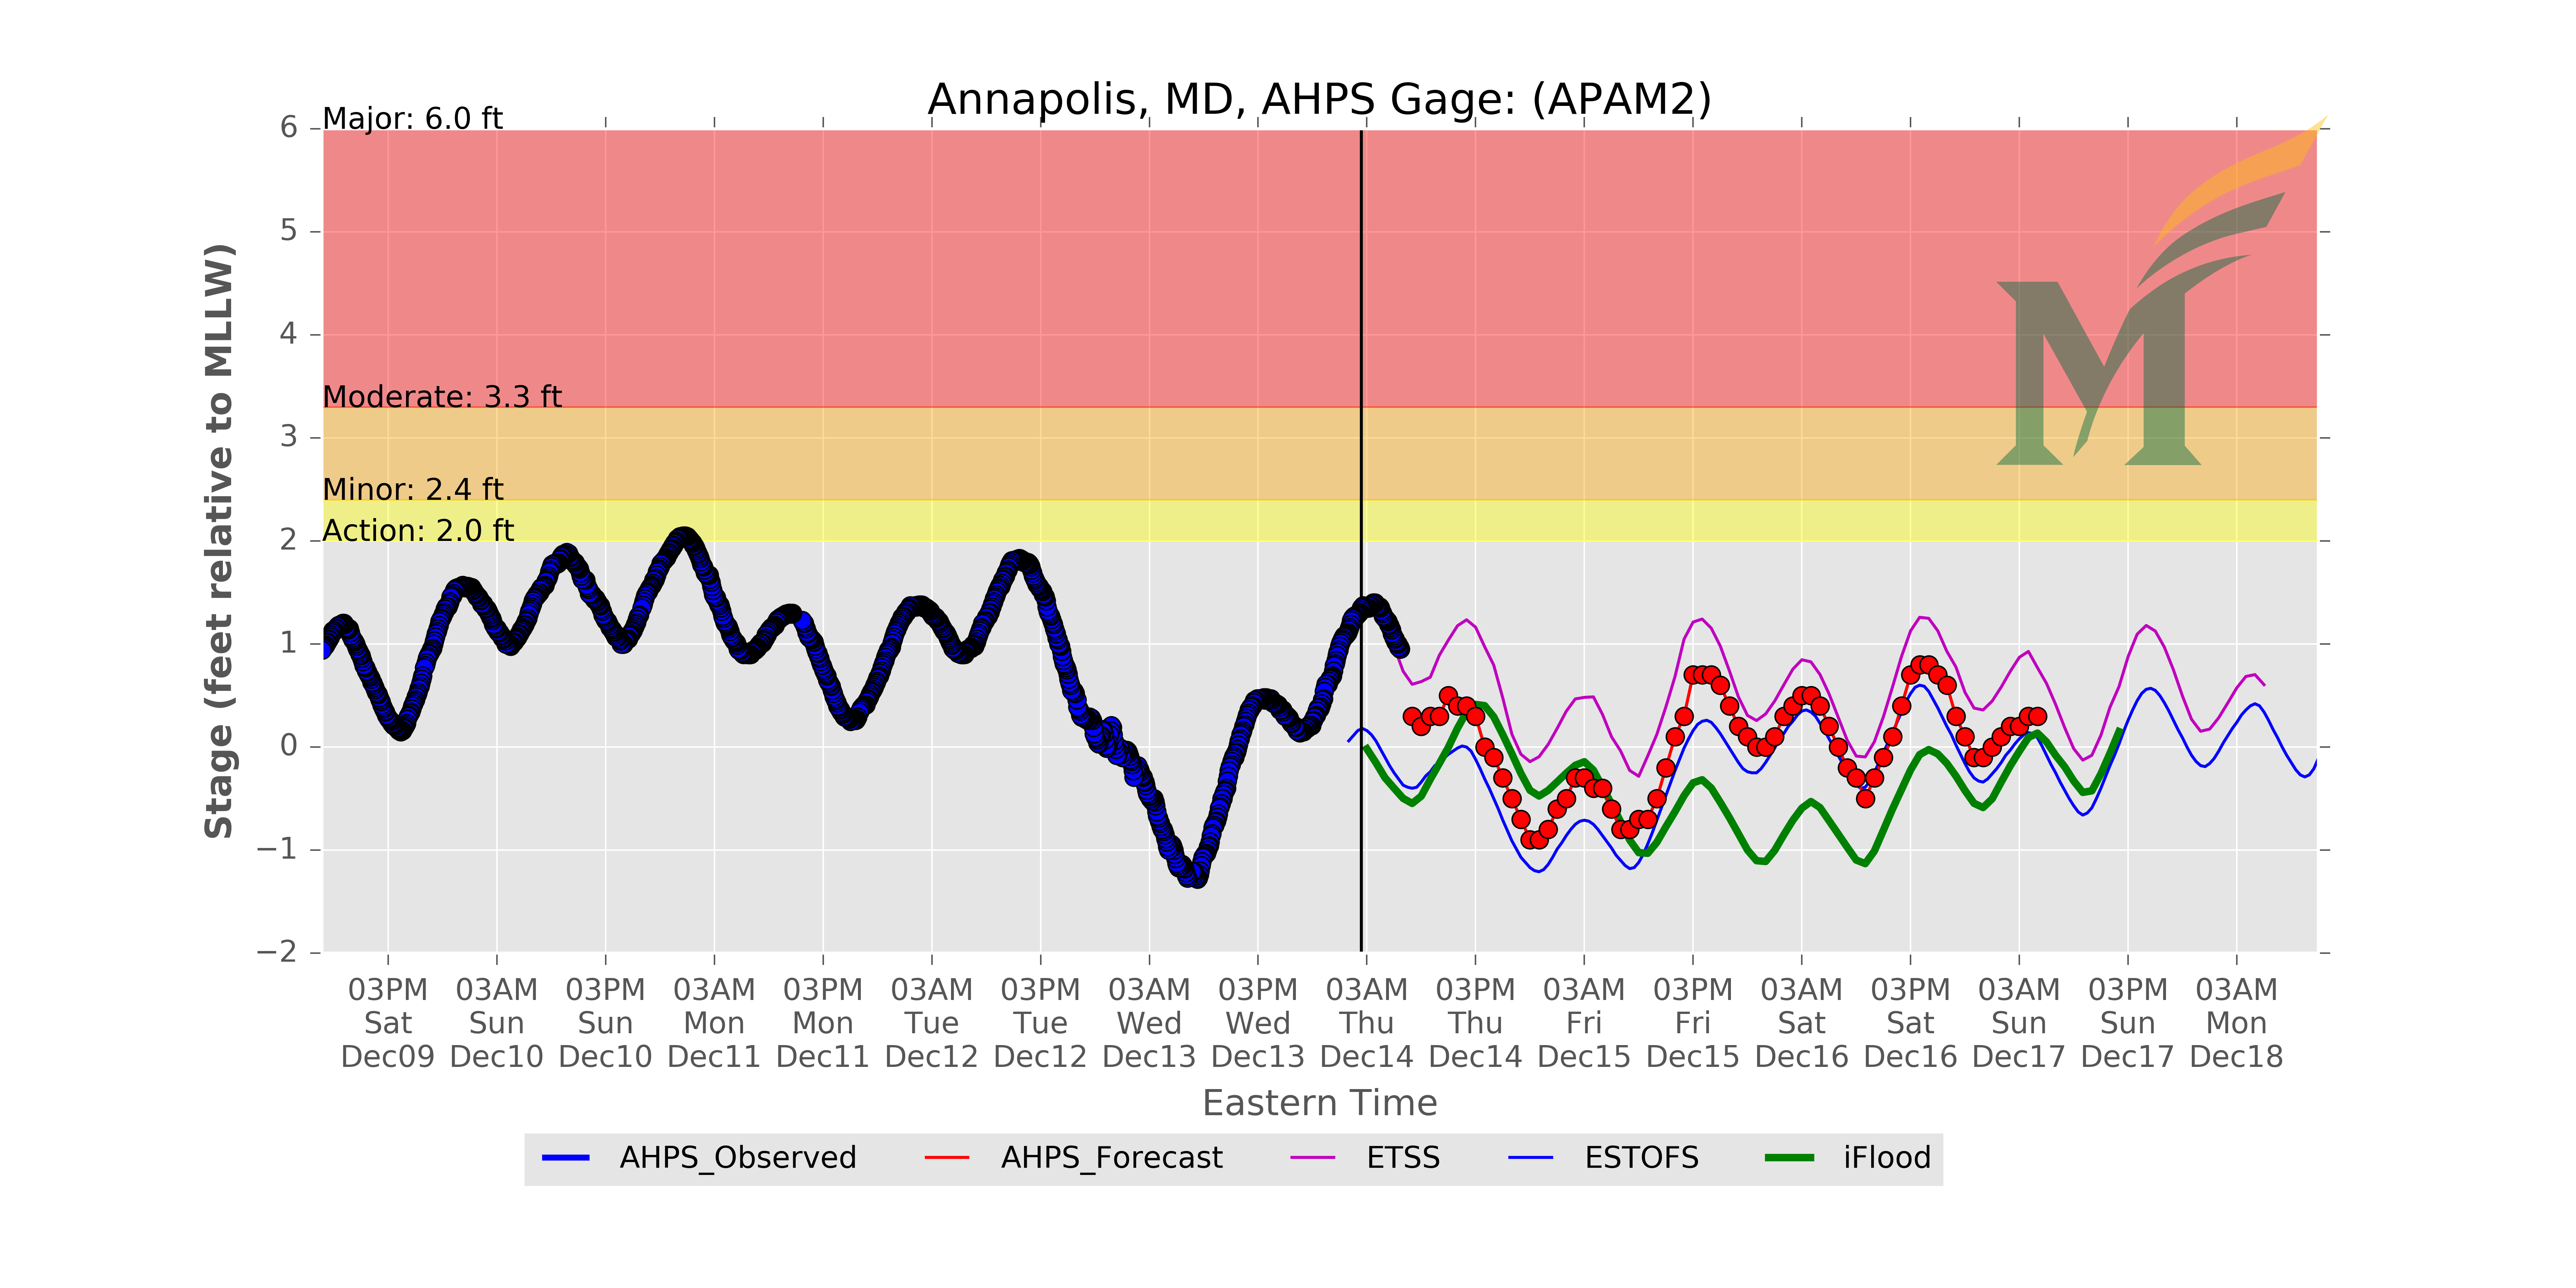 Annapolis, MD, AHPS Gage: (APAM2)
Major: 6.0 ft
Moderate: 3.3 ft
Minor: 2.4 ft
Action: 2.0 ft
Stage (feet relative to MLLW)
6
5
4
3
2
1
0
−1
−2
03PM 03AM 03PM 03AM 03PM 03AM 03PM 03AM 03PM 03AM 03PM 03AM 03PM 03AM 03PM 03AM 03PM 03AM
Sat Sun Sun Mon Mon Tue Tue Wed Wed Thu Thu Fri Fri Sat Sat Sun Sun Mon
Dec09 Dec10 Dec10 Dec11 Dec11 Dec12 Dec12 Dec13 Dec13 Dec14 Dec14 Dec15 Dec15 Dec16 Dec16 Dec17 Dec17 Dec18
Eastern Time
AHPS_Observed AHPS_Forecast ETSS ESTOFS iFlood